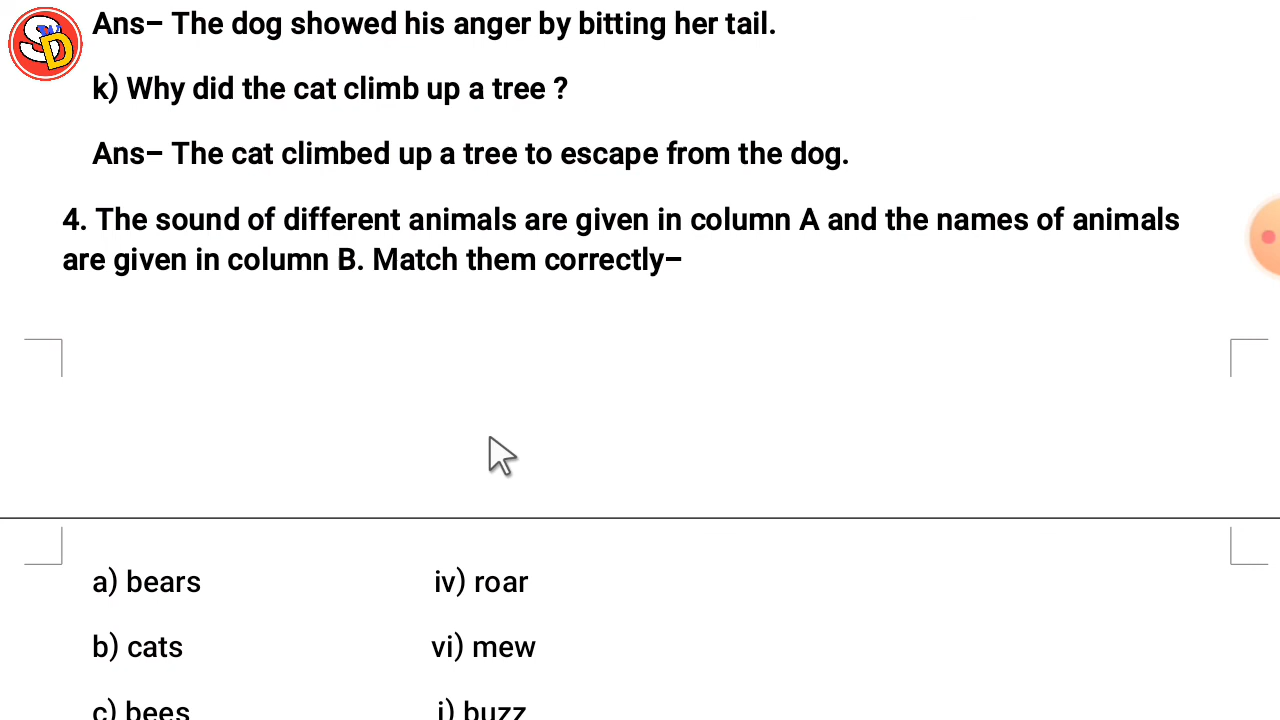 SD
Ans– The dog showed his anger by bitting her tail.
k) Why did the cat climb up a tree ?
Ans– The cat climbed up a tree to escape from the dog.
4. The sound of different animals are given in column A and the names of animals
are given in column B. Match them correctly–
a) bears iv) roar
b) cats vi) mew
c) bees i) buzz